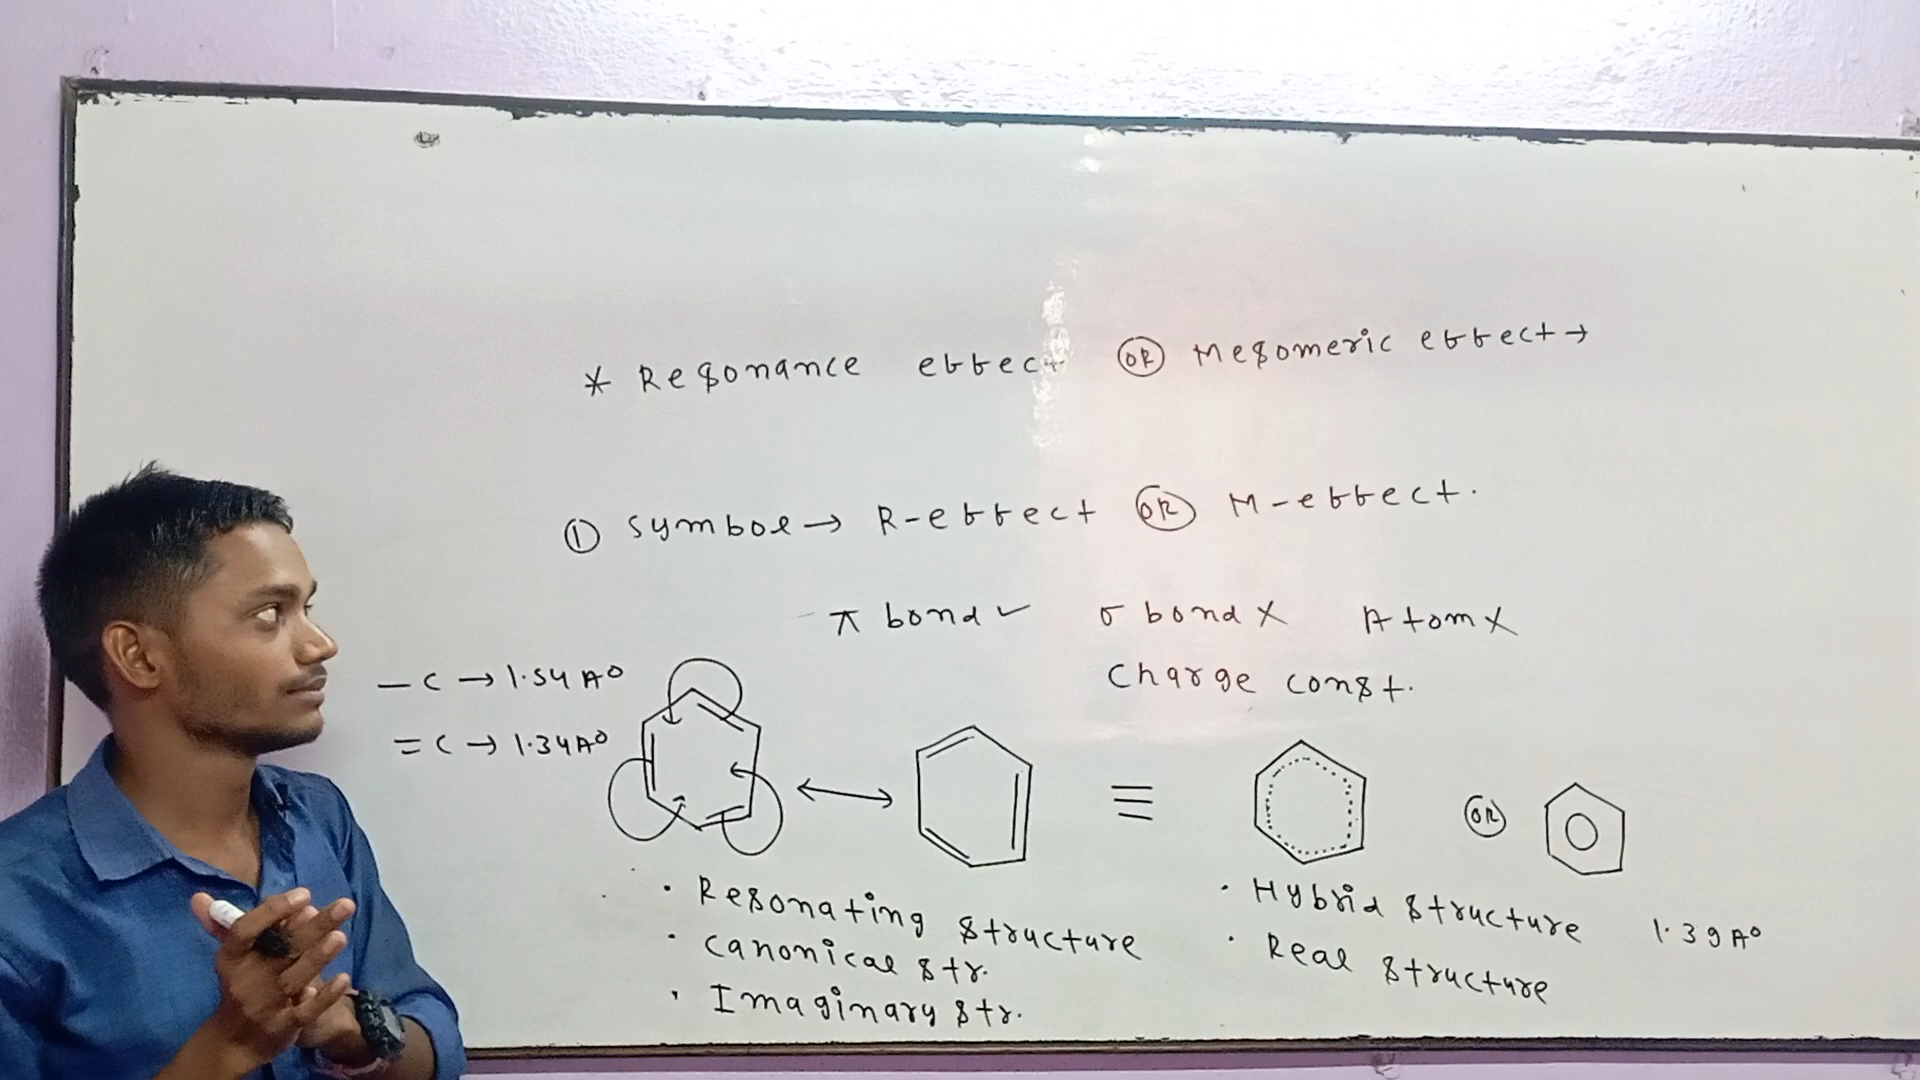 * Resonance effect OR Mesomeric effect →
① Symbol → R-effect OR M-effect.
π bond ✓ σ bond X Atom X
Charge const.
— C → 1.54 A°
= C → 1.34 A°
↔ ≡ OR
• Resonating structure
• Canonical str.
• Imaginary str.
• Hybrid structure 1.39 A°
• Real structure